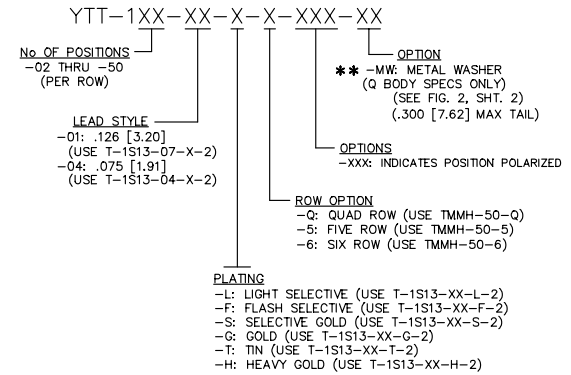 YTT-1XX-XX-X-X-XXX-XX
No OF POSITIONS
-02 THRU -50
(PER ROW)
OPTION
** -MW: METAL WASHER
(Q BODY SPECS ONLY)
(SEE FIG. 2, SHT. 2)
(.300 [7.62] MAX TAIL)
LEAD STYLE
-01: .126 [3.20]
(USE T-1S13-07-X-2)
-04: .075 [1.91]
(USE T-1S13-04-X-2)
OPTIONS
-XXX: INDICATES POSITION POLARIZED
ROW OPTION
-Q: QUAD ROW (USE TMMH-50-Q)
-5: FIVE ROW (USE TMMH-50-5)
-6: SIX ROW (USE TMMH-50-6)
PLATING
-L: LIGHT SELECTIVE (USE T-1S13-XX-L-2)
-F: FLASH SELECTIVE (USE T-1S13-XX-F-2)
-S: SELECTIVE GOLD (USE T-1S13-XX-S-2)
-G: GOLD (USE T-1S13-XX-G-2)
-T: TIN (USE T-1S13-XX-T-2)
-H: HEAVY GOLD (USE T-1S13-XX-H-2)